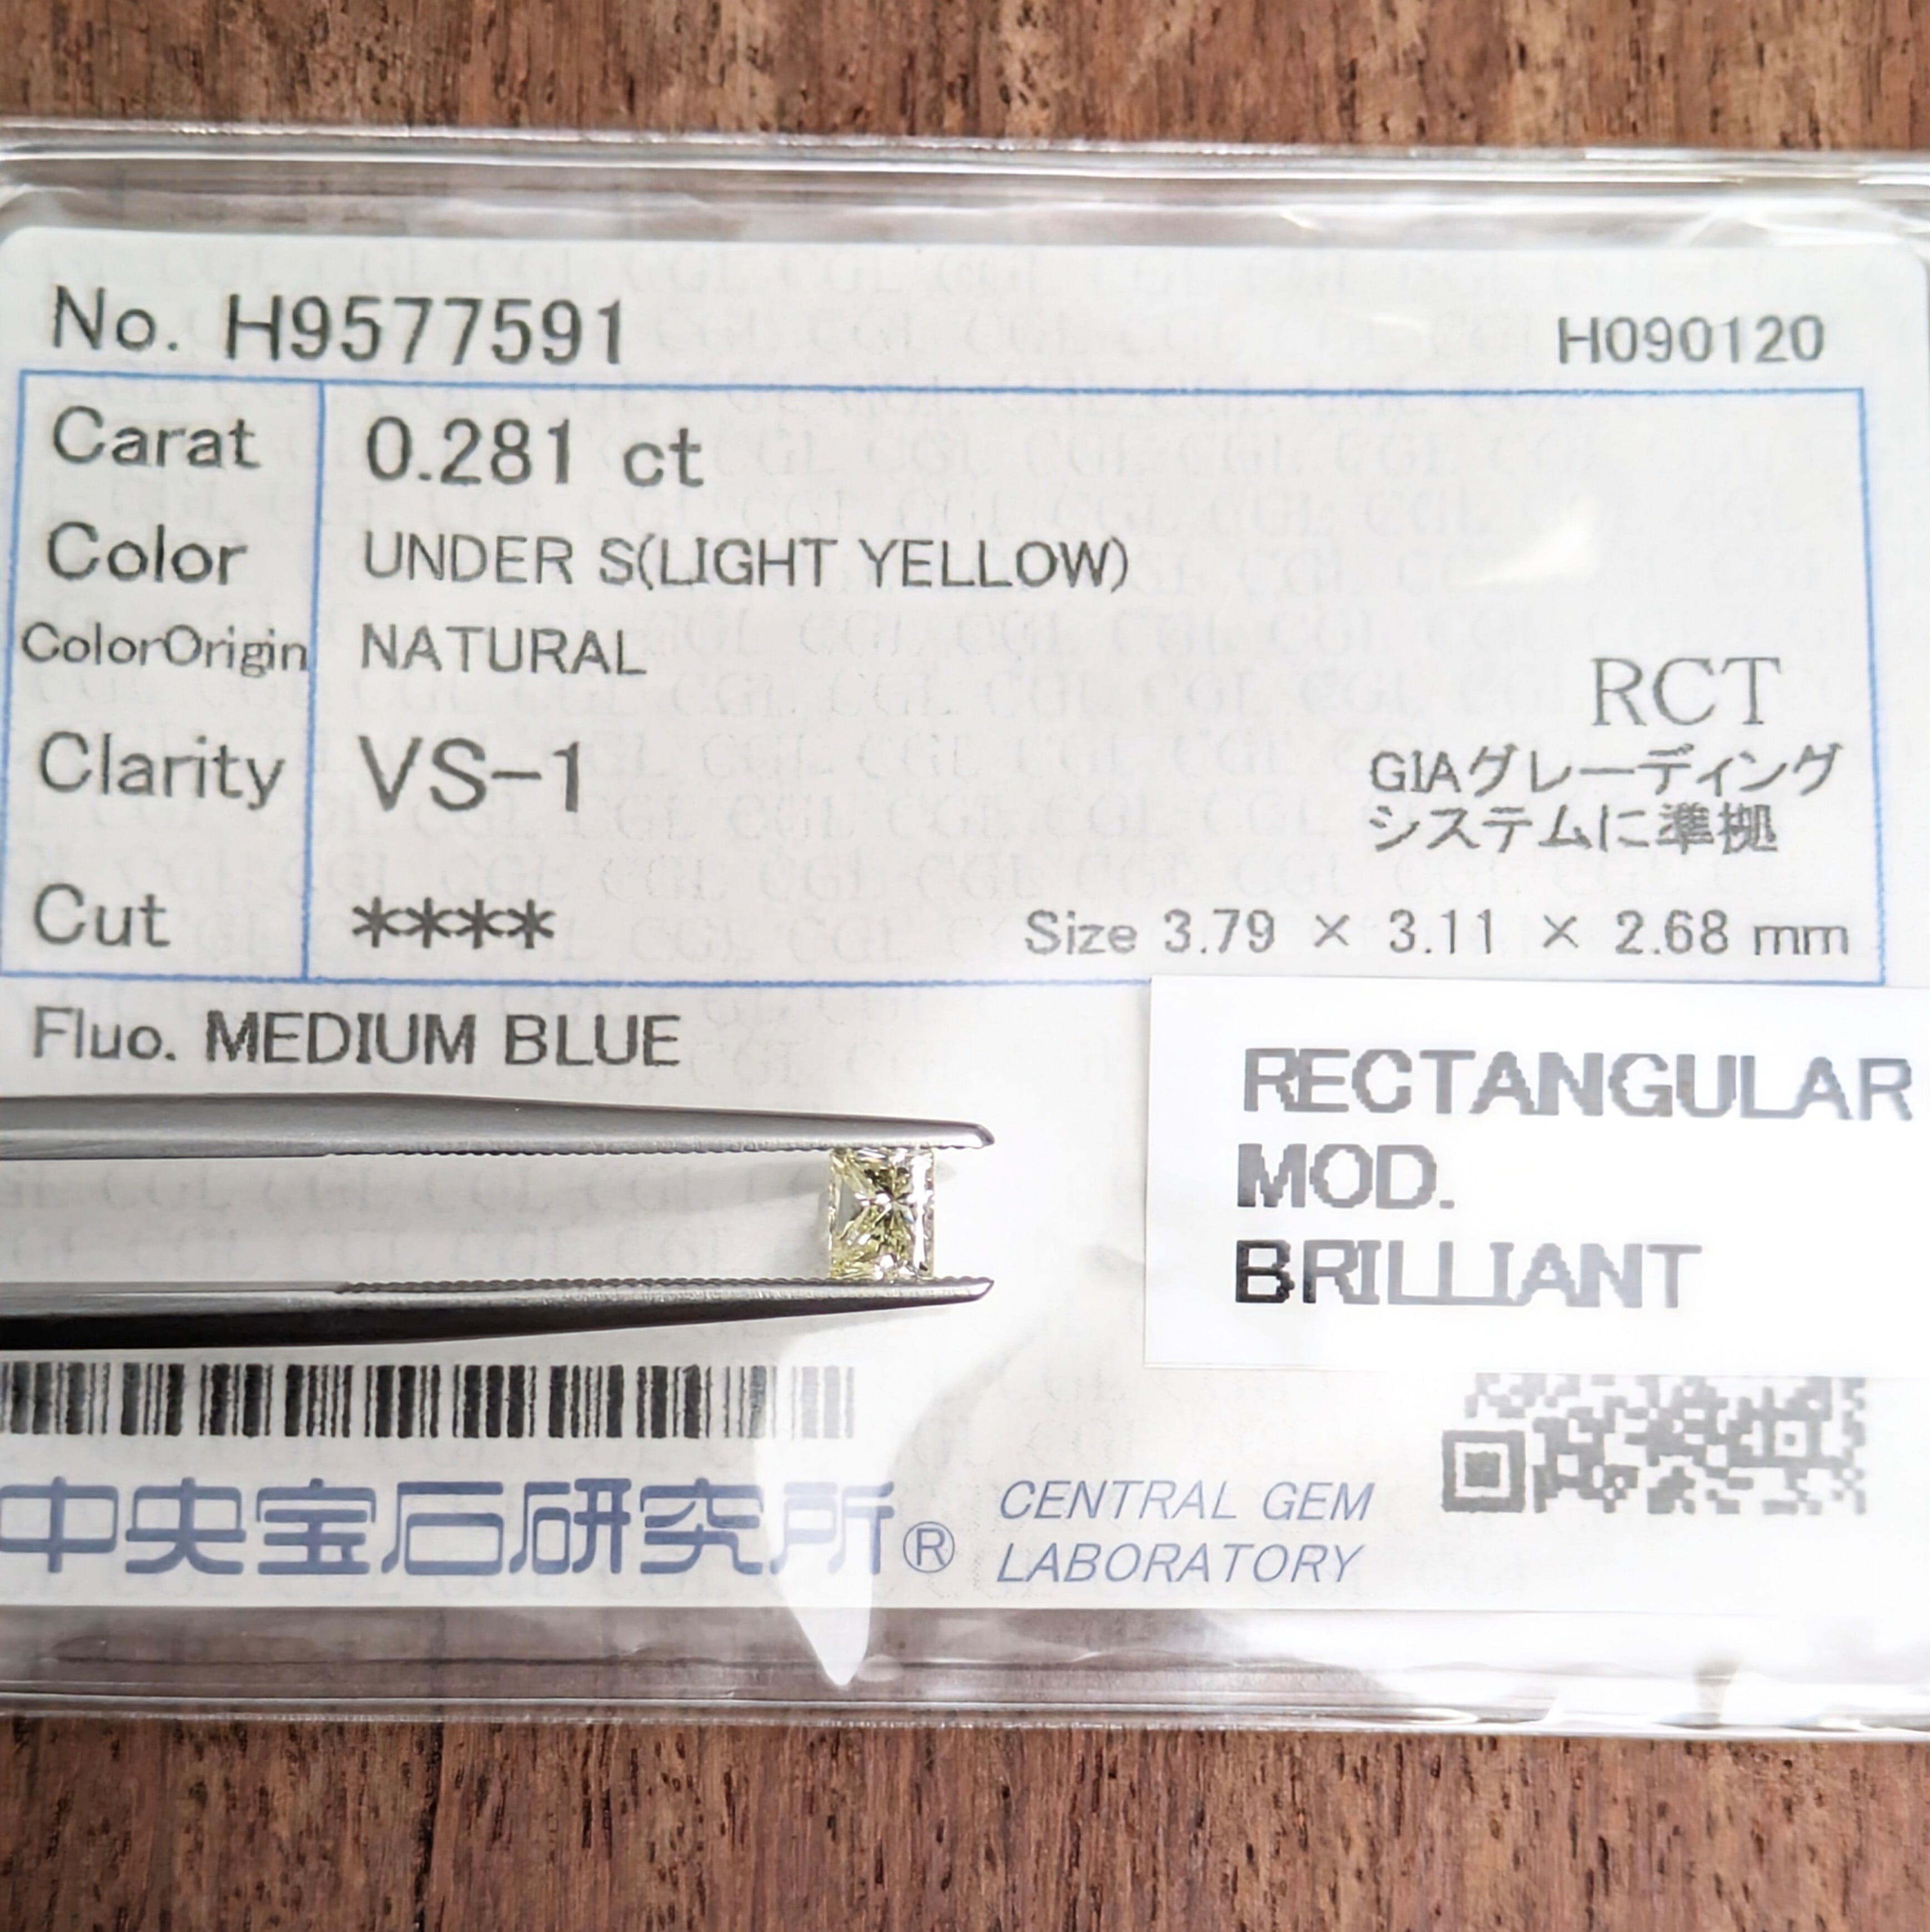 No. H9577591
H090120
Carat 0.281 ct
Color UNDER S(LIGHT YELLOW)
ColorOrigin NATURAL
RCT
Clarity VS-1
GIAグレーディング
システムに準拠
Cut ****
Size 3.79 × 3.11 × 2.68 mm
Fluo. MEDIUM BLUE
RECTANGULAR
MOD.
BRILLIANT
中央宝石研究所® CENTRAL GEM
LABORATORY